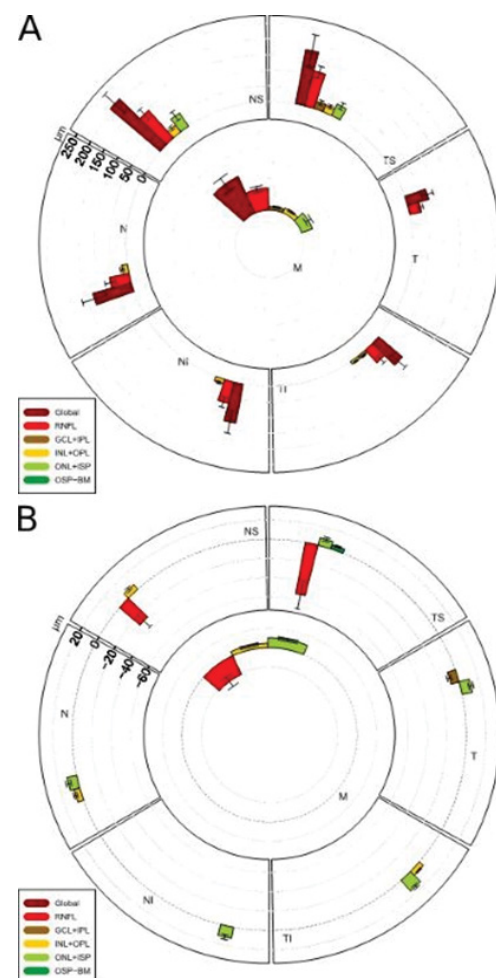 A
NS
TS
µm
250
200
150
100
50
0
N
T
M
NI
TI
Global
RNFL
GCL+IPL
INL+OPL
ONL+ISP
OSP-BM
B
NS
TS
µm
20
0
-20
-40
-60
N
T
M
NI
TI
Global
RNFL
GCL+IPL
INL+OPL
ONL+ISP
OSP-BM